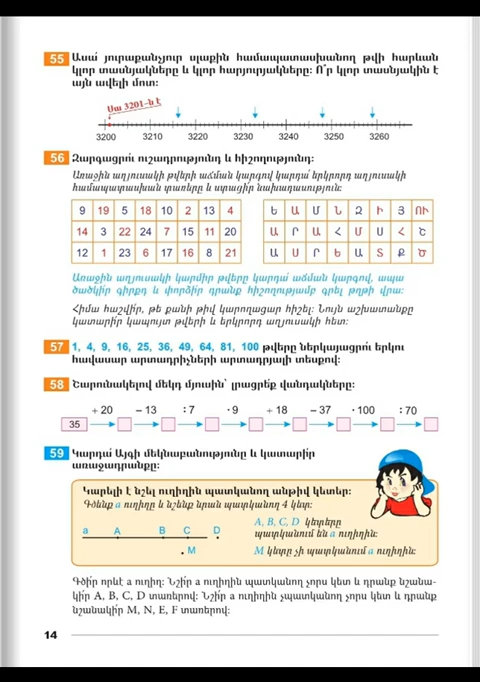 55 Ասա՛ յուրաքանչյուր սլաքին համապատասխանող թվի հարևան
կլոր տասնյակները և կլոր հարյուրյակները: Ո՞ր կլոր տասնյակին է
այն ավելի մոտ:
Սա 3201-ն է
3200 3210 3220 3230 3240 3250 3260
56 Զարգացրո՛ւ ուշադրությունդ և հիշողությունդ:
Առաջին աղյուսակի թվերի աճման կարգով կարդա՛ երկրորդ աղյուսակի
համապատասխան տառերը և ստացի՛ր նախադասություն:
9 19 5 18 10 2 13 4 Ե Ա Մ Ն Զ Ի Յ ՈՒ
14 3 22 24 7 15 11 20 Ա Ր Ա Հ Մ Ս Հ Շ
12 1 23 6 17 16 8 21 Ա Ս Ր Ե Ա Տ Ք Ծ
Առաջին աղյուսակի կարմիր թվերը կարդա՛ աճման կարգով, ապա
ծածկի՛ր գիրքդ և փորձի՛ր դրանք հիշողությամբ գրել թղթի վրա:
Հիմա հաշվի՛ր, թե քանի թիվ կարողացար հիշել: Նույն աշխատանքը
կատարի՛ր կապույտ թվերի և երկրորդ աղյուսակի հետ:
57 1, 4, 9, 16, 25, 36, 49, 64, 81, 100 թվերը ներկայացրո՛ւ երկու
հավասար արտադրիչների արտադրյալի տեսքով:
58 Շարունակելով մեկդ մյուսին՝ լրացրե՛ք վանդակները:
+ 20 – 13 : 7 · 9 + 18 – 37 · 100 : 70
35
59 Կարդա՛ Այգի մեկնաբանությունը և կատարի՛ր
առաջադրանքը:
Կարելի է նշել ուղիղին պատկանող անթիվ կետեր:
Գծենք a ուղիղը և նշենք նրան պատկանող 4 կետ:
a A B C D
M
A, B, C, D կետերը
պատկանում են a ուղիղին:
M կետը չի պատկանում a ուղիղին:
Գծի՛ր որևէ a ուղիղ: Նշի՛ր a ուղիղին պատկանող չորս կետ և դրանք նշանա-
կի՛ր A, B, C, D տառերով: Նշի՛ր a ուղիղին չպատկանող չորս կետ և դրանք
նշանակի՛ր M, N, E, F տառերով:
14